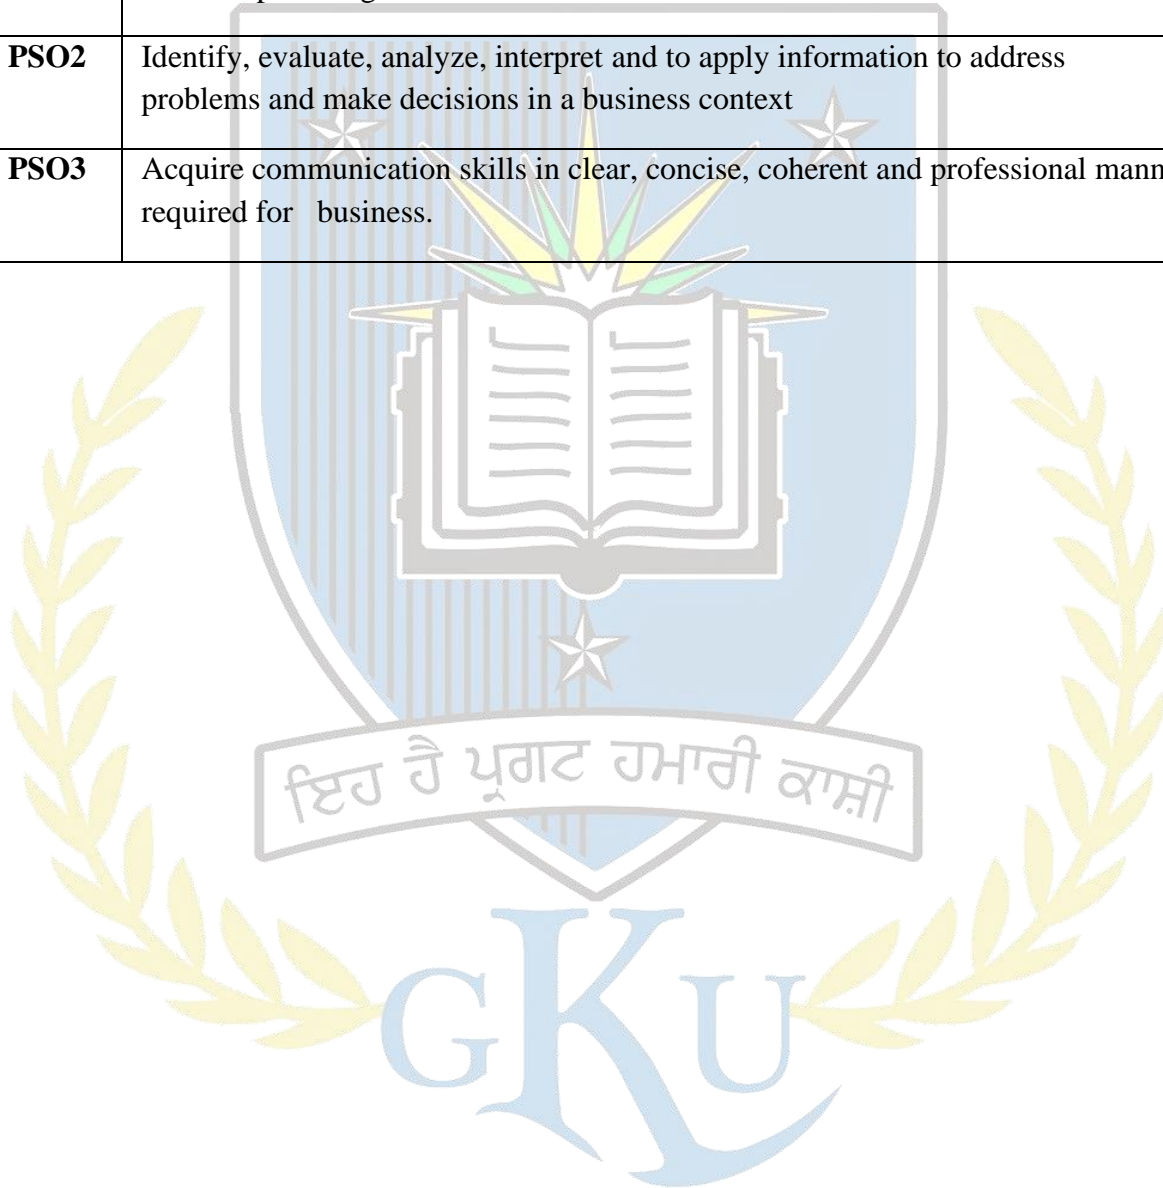 PSO2
Identify, evaluate, analyze, interpret and to apply information to address
problems and make decisions in a business context
PSO3
Acquire communication skills in clear, concise, coherent and professional mann
required for business.
ਇਹ ਹੈ ਪ੍ਰਗਟ ਹਮਾਰੀ ਕਾਸ਼ੀ
GKU